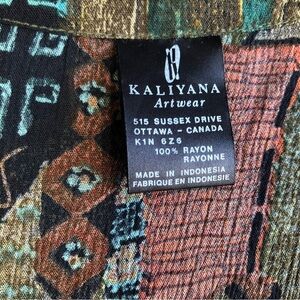 KALIYANA
Artwear
515 SUSSEX DRIVE
OTTAWA – CANADA
K1N 6Z6
100% RAYON
RAYONNE
MADE IN INDONESIA
FABRIQUE EN INDONESIE